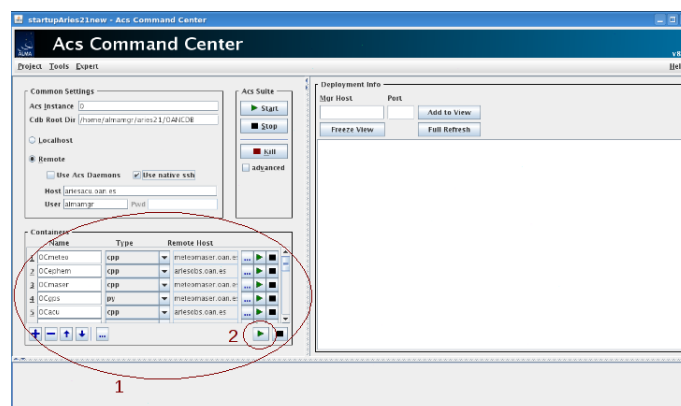 startupAries21new - Acs Command Center
ALMA Acs Command Center
Project Tools Expert
Common Settings
Acs Instance 0
Cdb Root Dir /home/almamgr/aries21/OANCDB
Localhost
Remote
Use Acs Daemons Use native ssh
Host ariesacu.oan.es
User almamgr Pwd
Acs Suite
Start
Stop
Kill
advanced
Containers
Name Type Remote Host
1 OCmeteo cpp meteomaser.oan.es ...
2 OCephem cpp ariesobs.oan.es ...
3 OCmaser cpp meteomaser.oan.es ...
4 OCgps py meteomaser.oan.es ...
5 OCacu cpp ariesobs.oan.es ...
...
2
1
Deployment Info
Mgr Host Port
Add to View
Freeze View Full Refresh